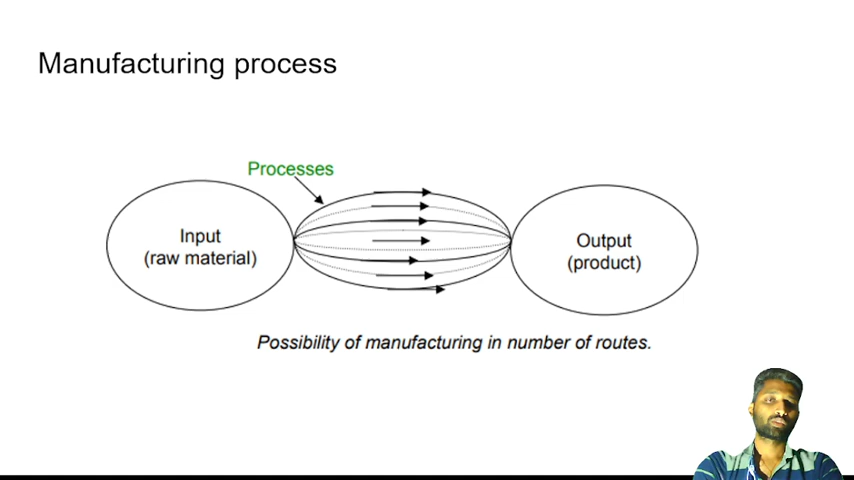 Manufacturing process
Processes
Input
(raw material)
Output
(product)
Possibility of manufacturing in number of routes.